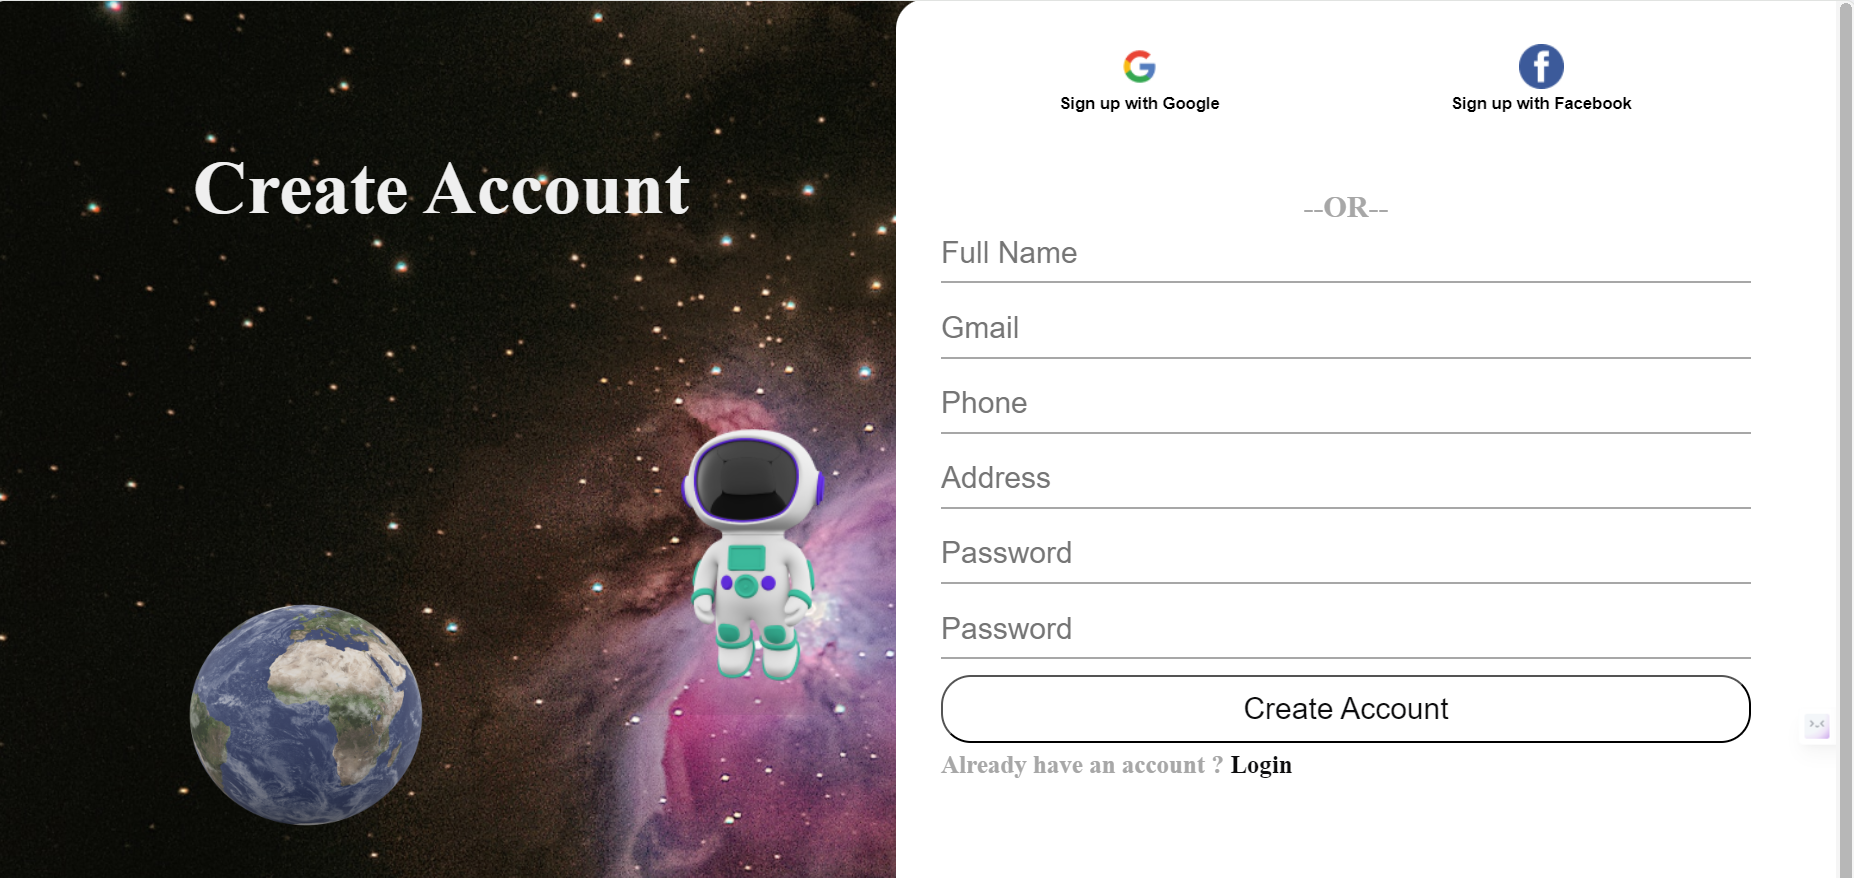 Create Account
Sign up with Google
Sign up with Facebook
--OR--
Full Name
Gmail
Phone
Address
Password
Password
Create Account
Already have an account ? Login